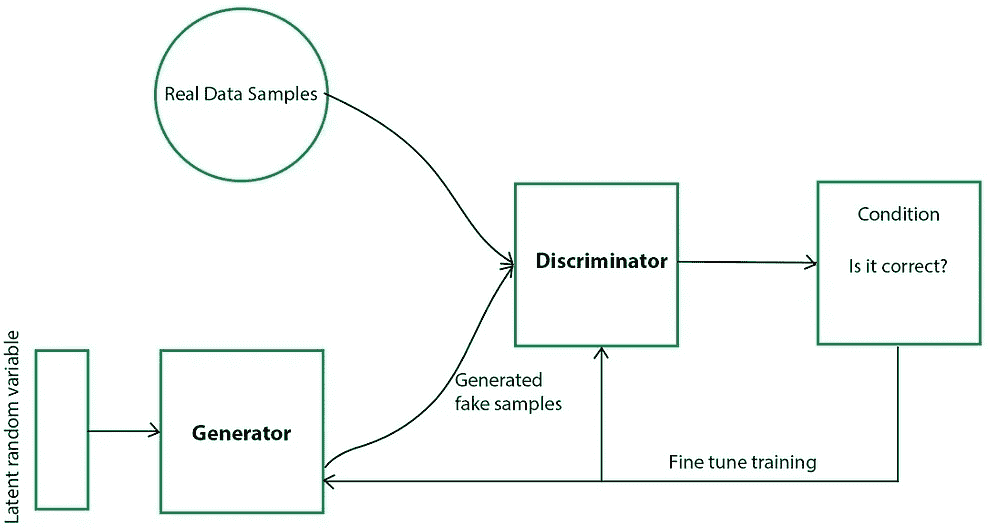 Real Data Samples
Condition
Discriminator
Is it correct?
Latent random variable
Generated
fake samples
Generator
Fine tune training